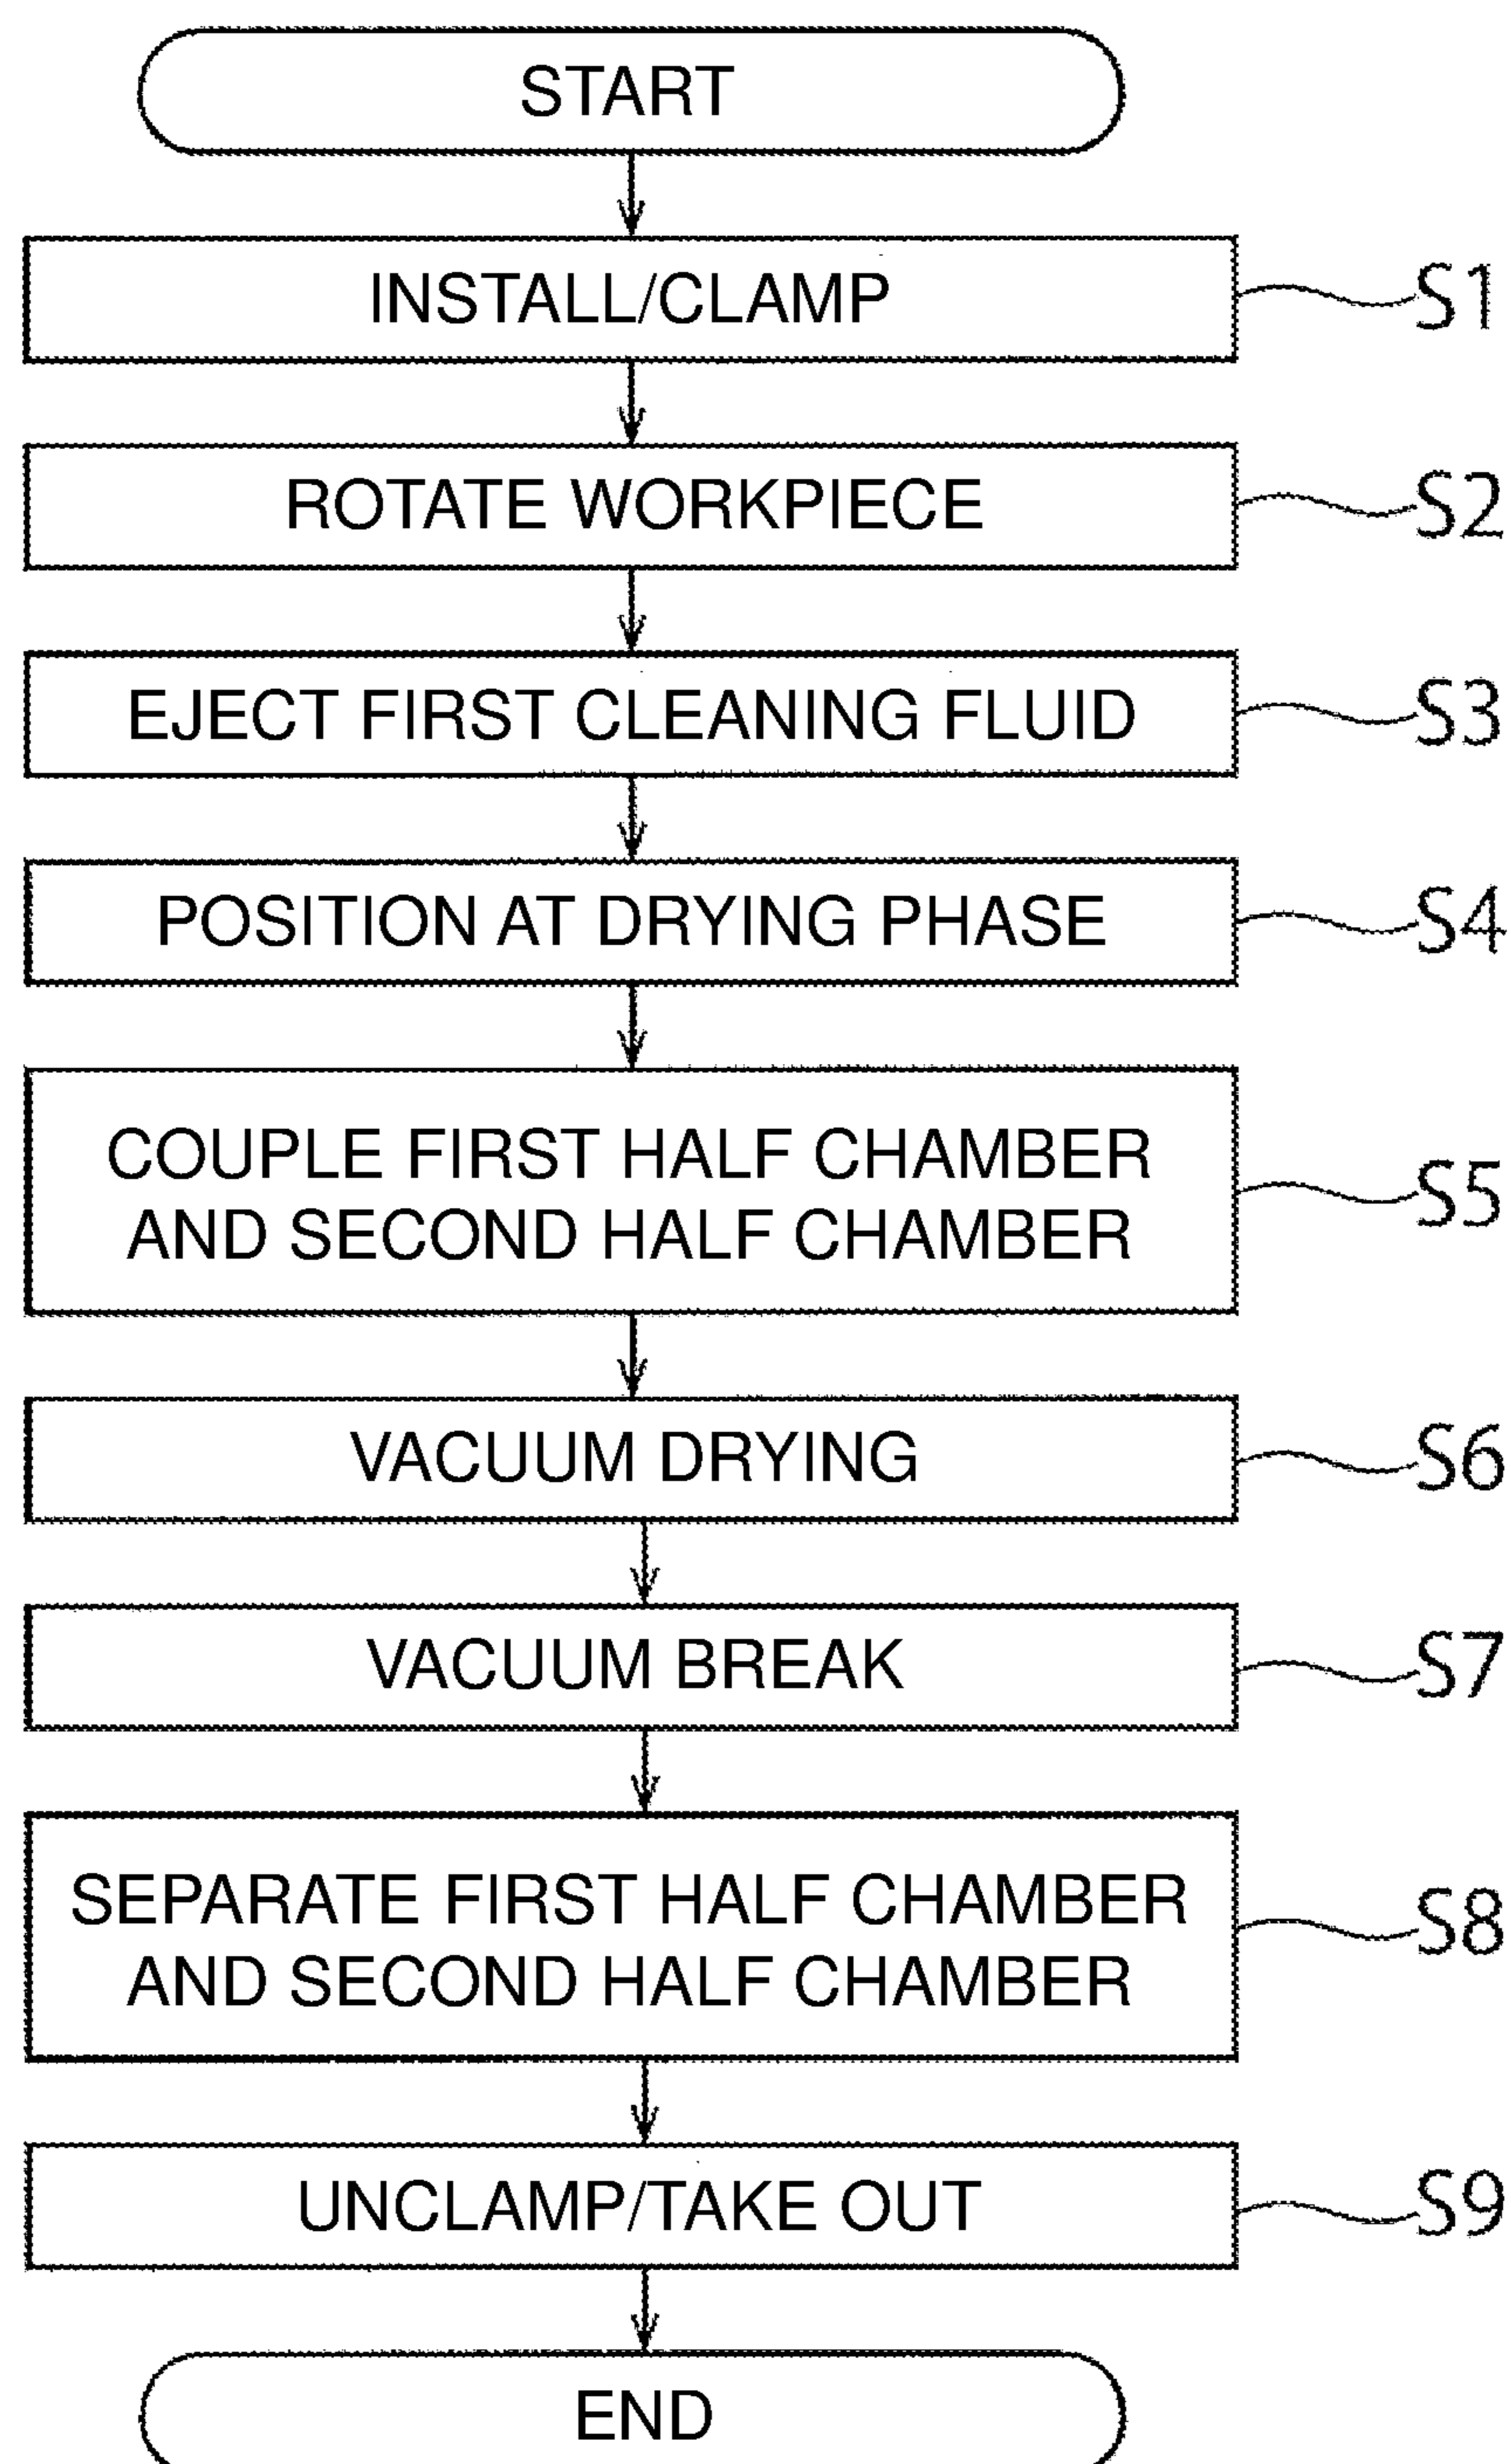 START
INSTALL/CLAMP
S1
ROTATE WORKPIECE
S2
EJECT FIRST CLEANING FLUID
S3
POSITION AT DRYING PHASE
S4
COUPLE FIRST HALF CHAMBER
AND SECOND HALF CHAMBER
S5
VACUUM DRYING
S6
VACUUM BREAK
S7
SEPARATE FIRST HALF CHAMBER
AND SECOND HALF CHAMBER
S8
UNCLAMP/TAKE OUT
S9
END